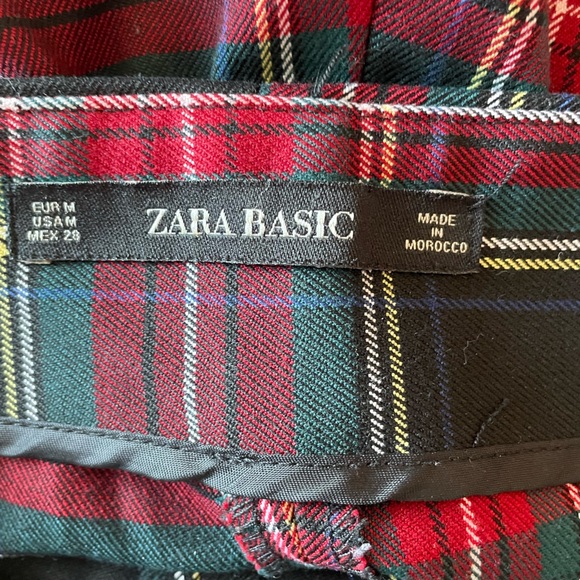 EUR M
USA M
MEX 28
ZARA BASIC
MADE
IN
MOROCCO